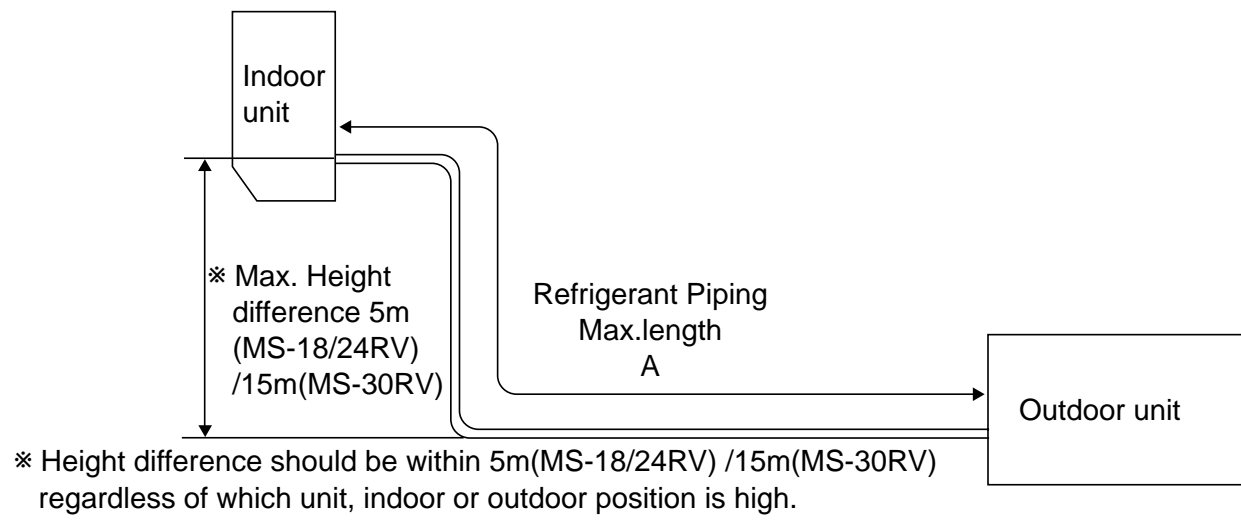 Indoor
unit
※ Max. Height
difference 5m
(MS-18/24RV)
/15m(MS-30RV)
Refrigerant Piping
Max.length
A
Outdoor unit
※ Height difference should be within 5m(MS-18/24RV) /15m(MS-30RV)
regardless of which unit, indoor or outdoor position is high.